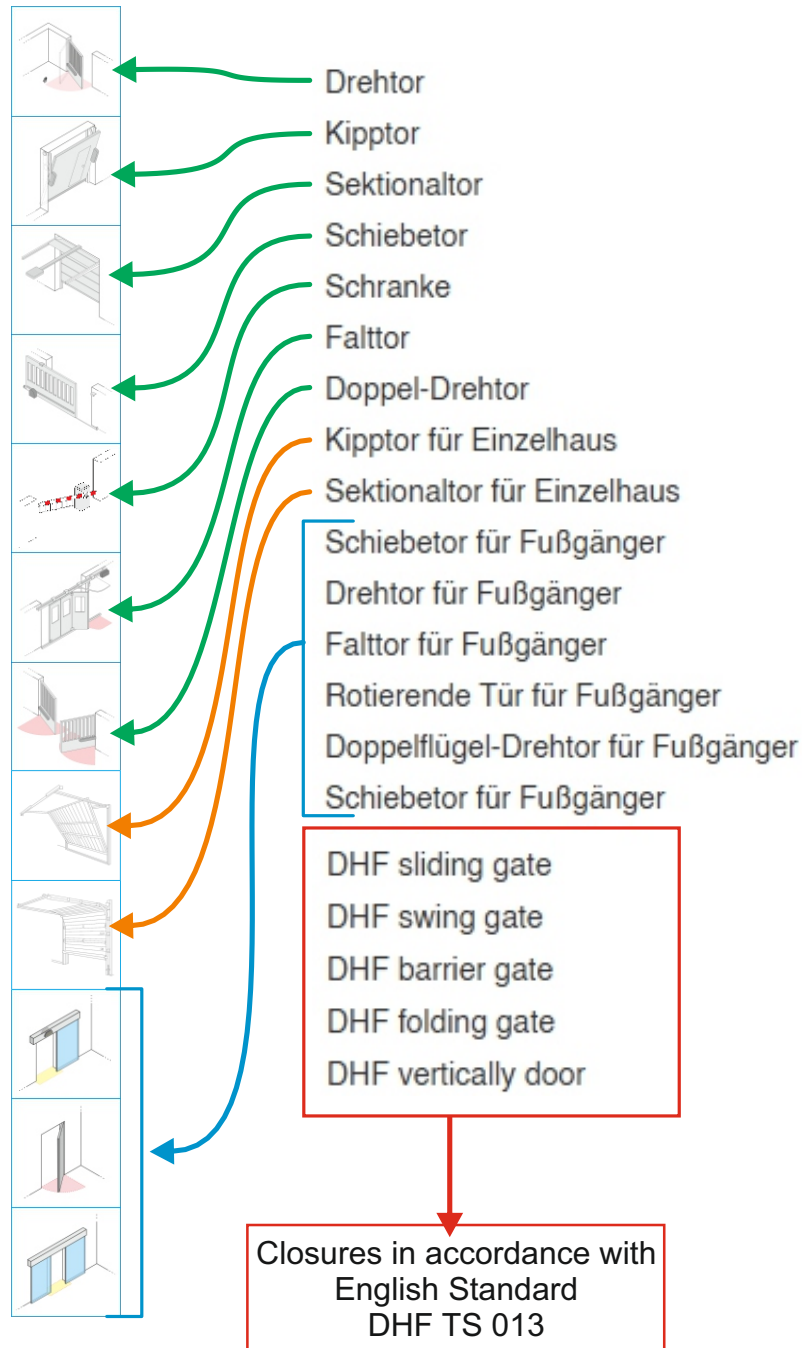 Drehtor
Kipptor
Sektionaltor
Schiebetor
Schranke
Falttor
Doppel-Drehtor
Kipptor für Einzelhaus
Sektionaltor für Einzelhaus
Schiebetor für Fußgänger
Drehtor für Fußgänger
Falttor für Fußgänger
Rotierende Tür für Fußgänger
Doppelflügel-Drehtor für Fußgänger
Schiebetor für Fußgänger
DHF sliding gate
DHF swing gate
DHF barrier gate
DHF folding gate
DHF vertically door
Closures in accordance with
English Standard
DHF TS 013